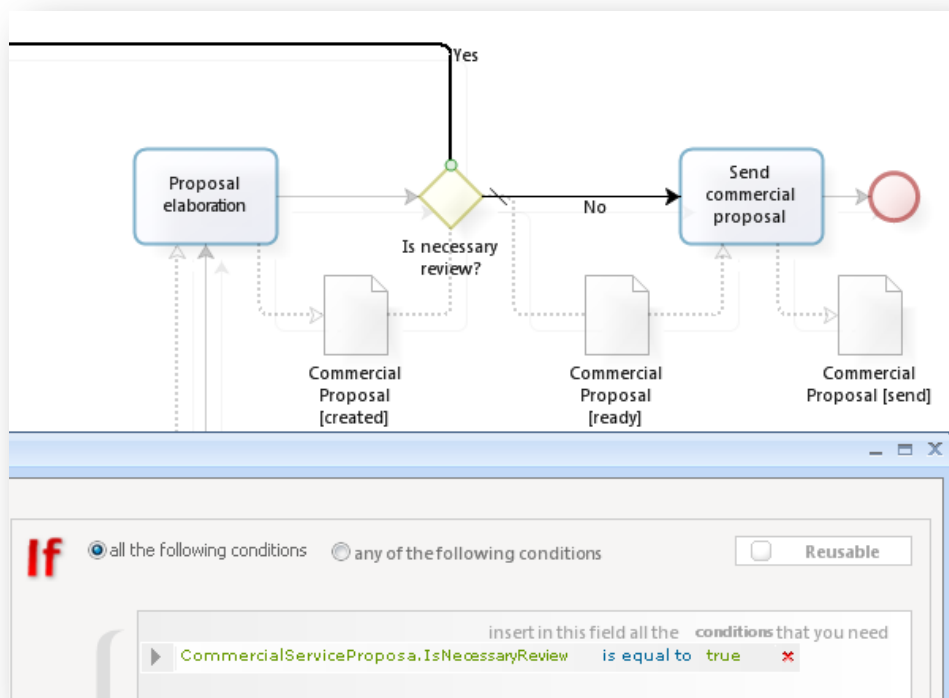 Yes
Proposal
elaboration
Send
commercial
proposal
No
Is necessary
review?
Commercial
Proposal
[created]
Commercial
Proposal
[ready]
Commercial
Proposal [send]
If
all the following conditions
any of the following conditions
Reusable
insert in this field all the conditions that you need
CommercialServiceProposa.IsNecessaryReview is equal to true